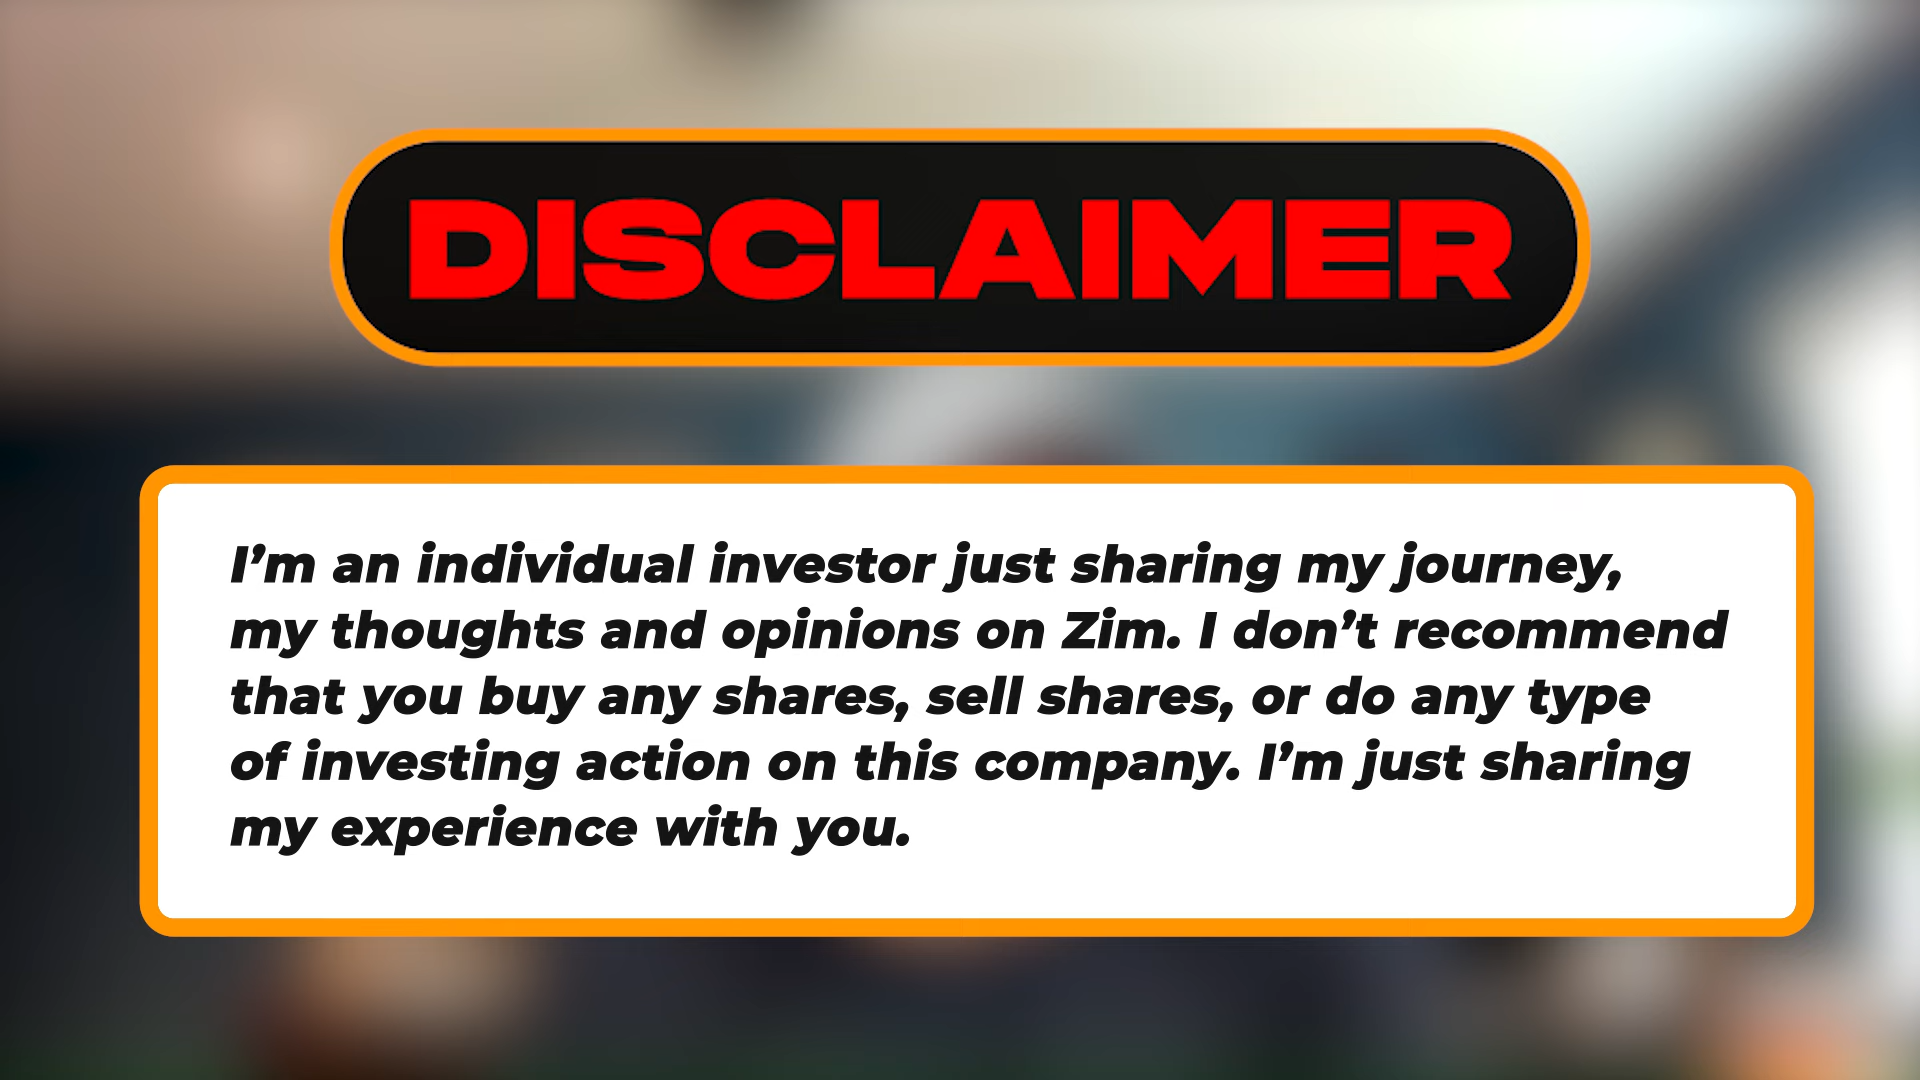 DISCLAIMER
I’m an individual investor just sharing my journey,
my thoughts and opinions on Zim. I don’t recommend
that you buy any shares, sell shares, or do any type
of investing action on this company. I’m just sharing
my experience with you.